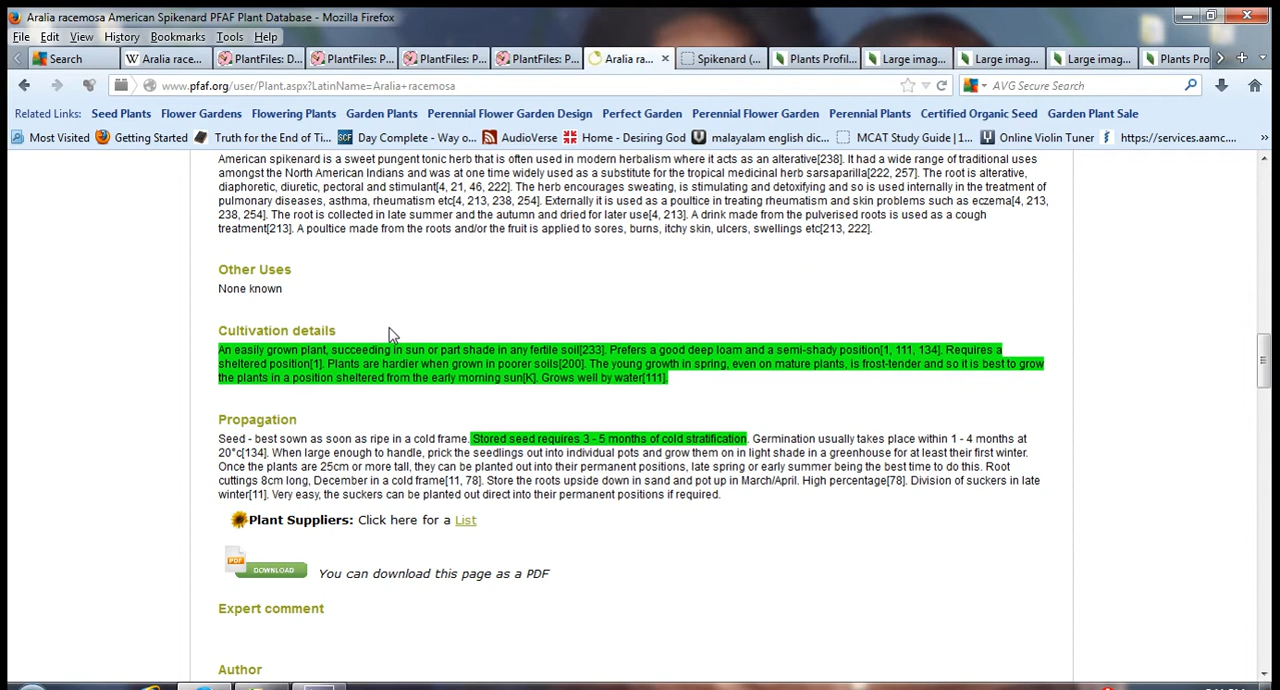 Aralia racemosa American Spikenard PFAF Plant Database - Mozilla Firefox
File Edit View History Bookmarks Tools Help
Search Aralia race... PlantFiles: D... PlantFiles: P... PlantFiles: P... PlantFiles: P... Aralia ra... Spikenard (... Plants Profil... Large imag... Large imag... Large imag... Plants Pro
www.pfaf.org/user/Plant.aspx?LatinName=Aralia+racemosa AVG Secure Search
Related Links: Seed Plants Flower Gardens Flowering Plants Garden Plants Perennial Flower Garden Design Perfect Garden Perennial Flower Garden Perennial Plants Certified Organic Seed Garden Plant Sale
Most Visited Getting Started Truth for the End of Ti... Day Complete - Way o... AudioVerse Home - Desiring God malayalam english dic... MCAT Study Guide | 1... Online Violin Tuner https://services.aamc....
American spikenard is a sweet pungent tonic herb that is often used in modern herbalism where it acts as an alterative[238]. It had a wide range of traditional uses
amongst the North American Indians and was at one time widely used as a substitute for the tropical medicinal herb sarsaparilla[222, 257]. The root is alterative,
diaphoretic, diuretic, pectoral and stimulant[4, 21, 46, 222]. The herb encourages sweating, is stimulating and detoxifying and so is used internally in the treatment of
pulmonary diseases, asthma, rheumatism etc[4, 213, 238, 254]. Externally it is used as a poultice in treating rheumatism and skin problems such as eczema[4, 213,
238, 254]. The root is collected in late summer and the autumn and dried for later use[4, 213]. A drink made from the pulverised roots is used as a cough
treatment[213]. A poultice made from the roots and/or the fruit is applied to sores, burns, itchy skin, ulcers, swellings etc[213, 222].
Other Uses
None known
Cultivation details
An easily grown plant, succeeding in sun or part shade in any fertile soil[233]. Prefers a good deep loam and a semi-shady position[1, 111, 134]. Requires a
sheltered position[1]. Plants are hardier when grown in poorer soils[200]. The young growth in spring, even on mature plants, is frost-tender and so it is best to grow
the plants in a position sheltered from the early morning sun[K]. Grows well by water[111].
Propagation
Seed - best sown as soon as ripe in a cold frame. Stored seed requires 3 - 5 months of cold stratification. Germination usually takes place within 1 - 4 months at
20°c[134]. When large enough to handle, prick the seedlings out into individual pots and grow them on in light shade in a greenhouse for at least their first winter.
Once the plants are 25cm or more tall, they can be planted out into their permanent positions, late spring or early summer being the best time to do this. Root
cuttings 8cm long, December in a cold frame[11, 78]. Store the roots upside down in sand and pot up in March/April. High percentage[78]. Division of suckers in late
winter[11]. Very easy, the suckers can be planted out direct into their permanent positions if required.
Plant Suppliers: Click here for a List
PDF DOWNLOAD You can download this page as a PDF
Expert comment
Author